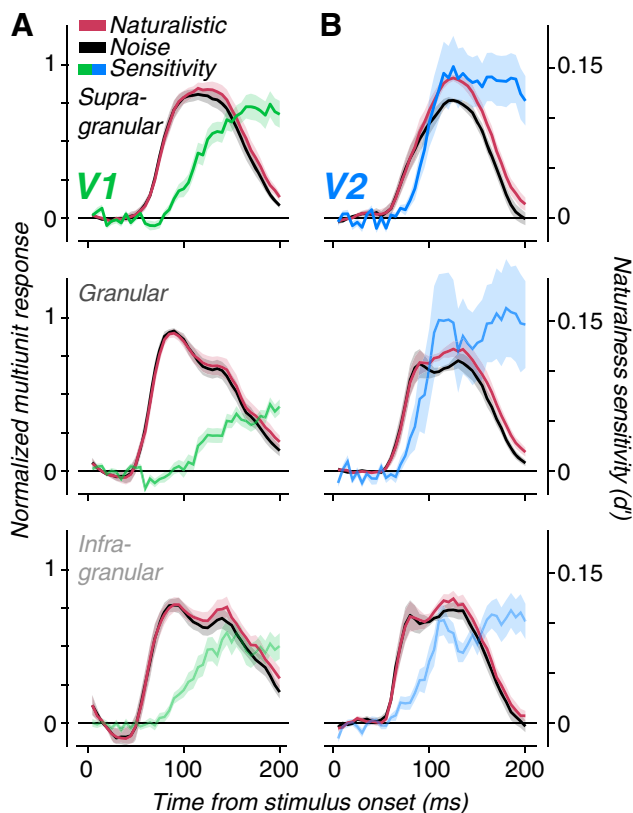 A
B
Naturalistic
Noise
Sensitivity
Supra-
granular
V1
V2
1
0
0.15
0
Granular
1
0
0.15
0
Infra-
granular
1
0
0.15
0
0 100 200
0 100 200
Time from stimulus onset (ms)
Normalized multiunit response
Naturalness sensitivity (d')